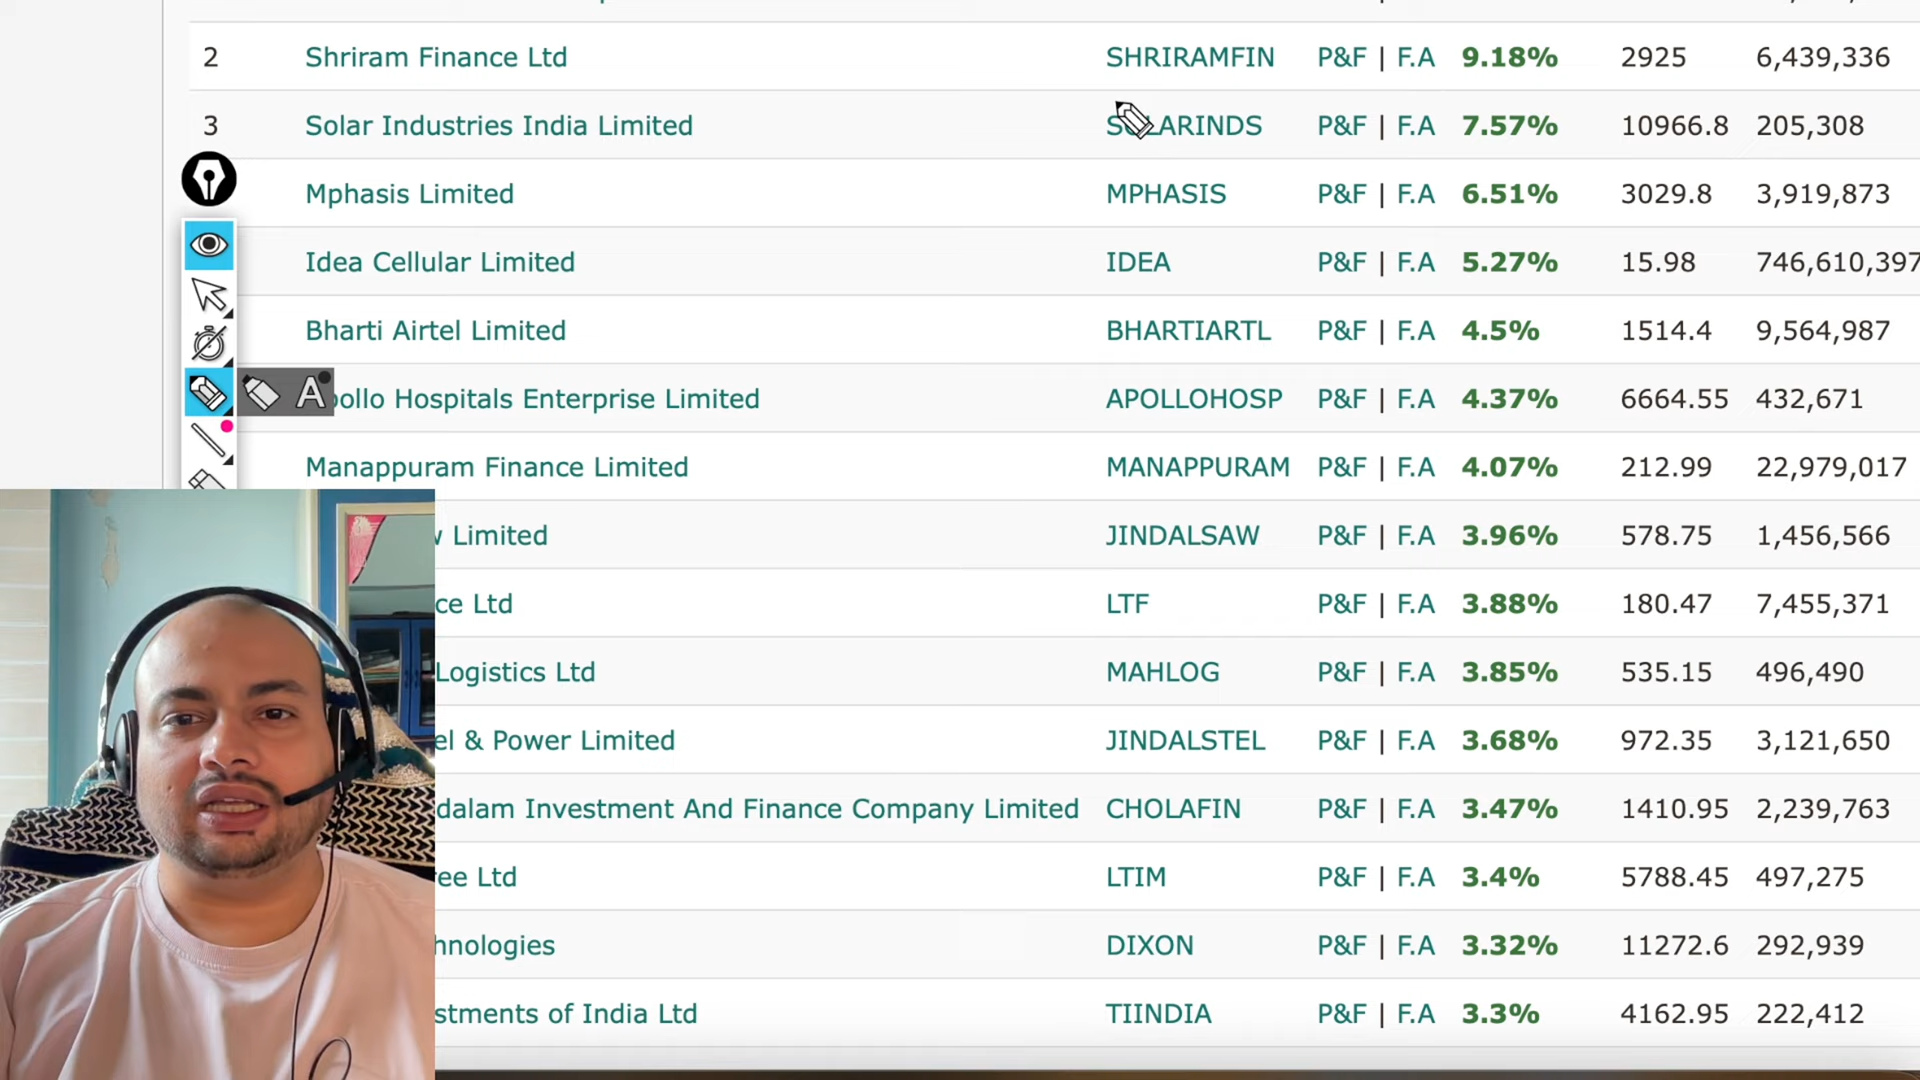 2 Shriram Finance Ltd SHRIRAMFIN P&F | F.A 9.18% 2925 6,439,336
3 Solar Industries India Limited SOLARINDS P&F | F.A 7.57% 10966.8 205,308
Mphasis Limited MPHASIS P&F | F.A 6.51% 3029.8 3,919,873
Idea Cellular Limited IDEA P&F | F.A 5.27% 15.98 746,610,397
Bharti Airtel Limited BHARTIARTL P&F | F.A 4.5% 1514.4 9,564,987
A ollo Hospitals Enterprise Limited APOLLOHOSP P&F | F.A 4.37% 6664.55 432,671
Manappuram Finance Limited MANAPPURAM P&F | F.A 4.07% 212.99 22,979,017
Limited JINDALSAW P&F | F.A 3.96% 578.75 1,456,566
ce Ltd LTF P&F | F.A 3.88% 180.47 7,455,371
Logistics Ltd MAHLOG P&F | F.A 3.85% 535.15 496,490
el & Power Limited JINDALSTEL P&F | F.A 3.68% 972.35 3,121,650
dalam Investment And Finance Company Limited CHOLAFIN P&F | F.A 3.47% 1410.95 2,239,763
ree Ltd LTIM P&F | F.A 3.4% 5788.45 497,275
hnologies DIXON P&F | F.A 3.32% 11272.6 292,939
stments of India Ltd TIINDIA P&F | F.A 3.3% 4162.95 222,412